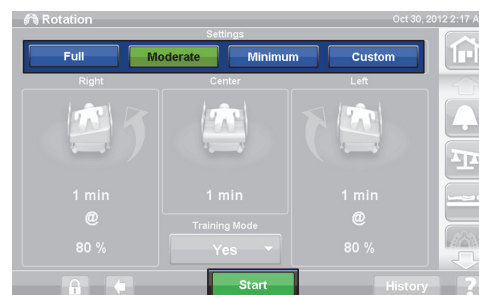 Rotation
Oct 30, 2012 2:17 A
Settings
Full Moderate Minimum Custom
Right Center Left
1 min 1 min 1 min
@ @
Training Mode
80 % Yes 80 %
Start
History ?